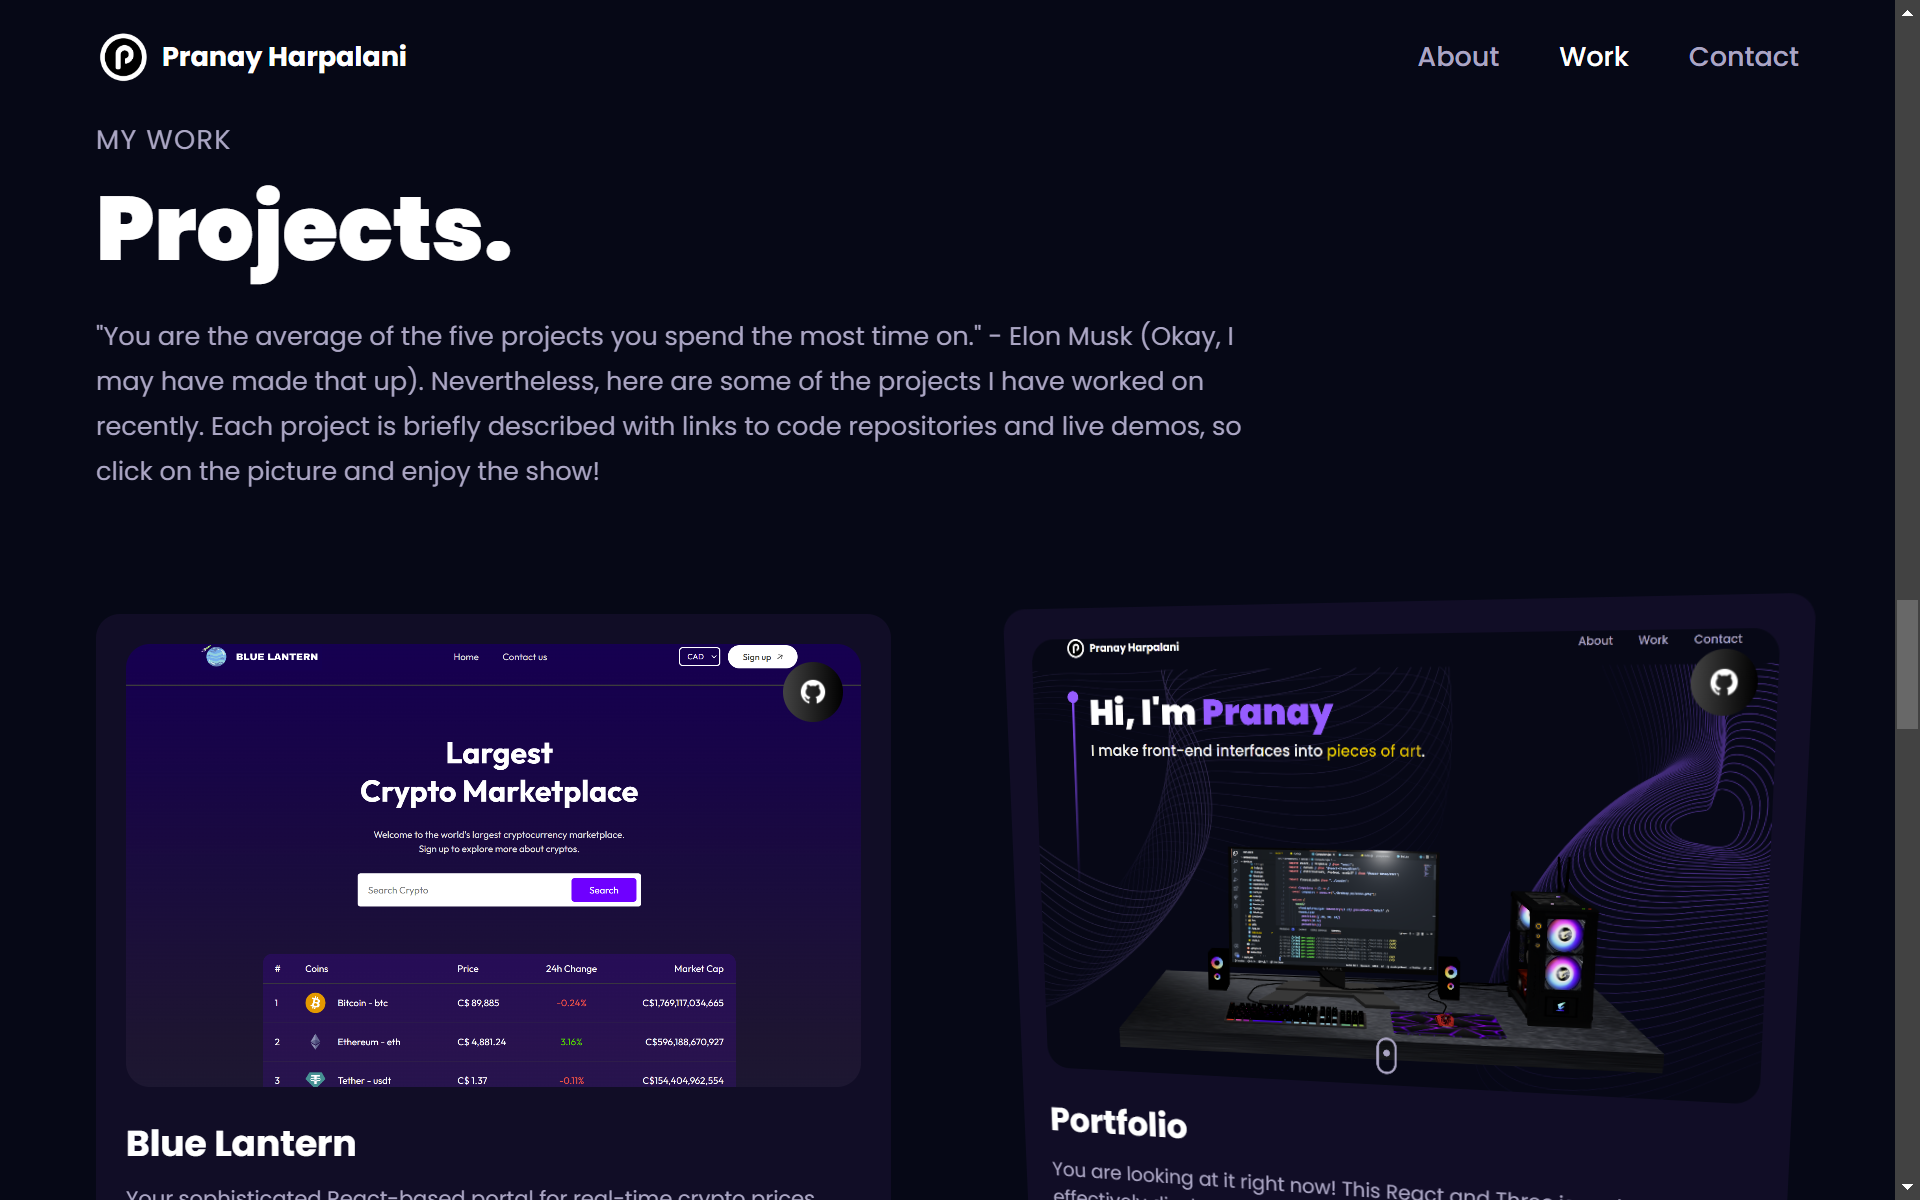 Pranay Harpalani
About Work Contact
MY WORK
Projects.
"You are the average of the five projects you spend the most time on." - Elon Musk (Okay, I
may have made that up). Nevertheless, here are some of the projects I have worked on
recently. Each project is briefly described with links to code repositories and live demos, so
click on the picture and enjoy the show!
BLUE LANTERN
Home Contact us
CAD
Sign up
Largest
Crypto Marketplace
Welcome to the world's largest cryptocurrency marketplace.
Sign up to explore more about cryptos.
Search Crypto Search
# Coins Price 24h Change Market Cap
1 Bitcoin - btc C$ 89,885 -0.24% C$1,769,117,034,665
2 Ethereum - eth C$ 4,881.24 3.16% C$596,188,670,927
3 Tether - usdt C$ 1.37 -0.11% C$154,404,962,554
Blue Lantern
Your sophisticated React-based portal for real-time crypto prices
Pranay Harpalani
About Work Contact
Hi, I'm Pranay
I make front-end interfaces into pieces of art.
Portfolio
You are looking at it right now! This React and Three
effectively